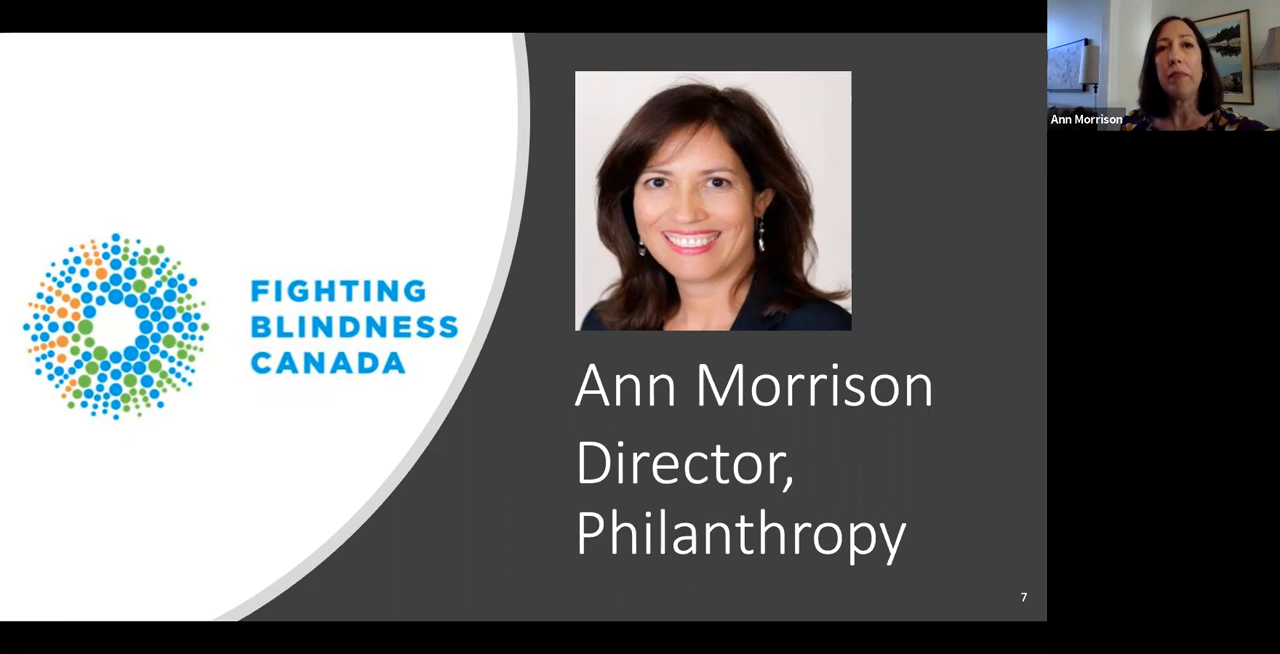 FIGHTING
BLINDNESS
CANADA
Ann Morrison
Director,
Philanthropy
7
Ann Morrison